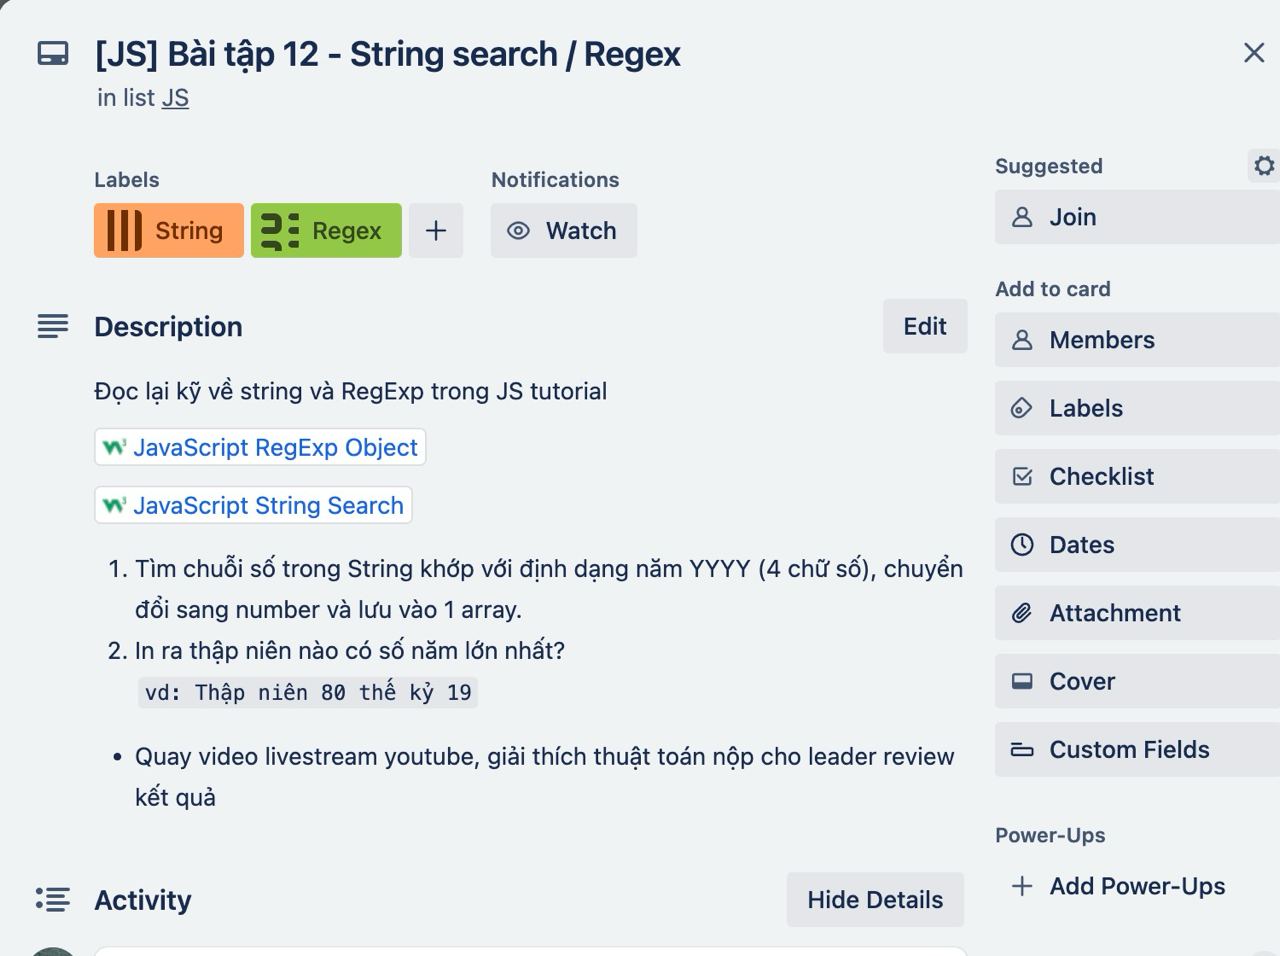 [JS] Bài tập 12 - String search / Regex
in list JS
Labels
Notifications
String
Regex
Watch
Description
Edit
Đọc lại kỹ về string và RegExp trong JS tutorial
JavaScript RegExp Object
JavaScript String Search
1. Tìm chuỗi số trong String khớp với định dạng năm YYYY (4 chữ số), chuyển
đổi sang number và lưu vào 1 array.
2. In ra thập niên nào có số năm lớn nhất?
vd: Thập niên 80 thế kỷ 19
• Quay video livestream youtube, giải thích thuật toán nộp cho leader review
kết quả
Activity
Hide Details
Suggested
Join
Add to card
Members
Labels
Checklist
Dates
Attachment
Cover
Custom Fields
Power-Ups
Add Power-Ups